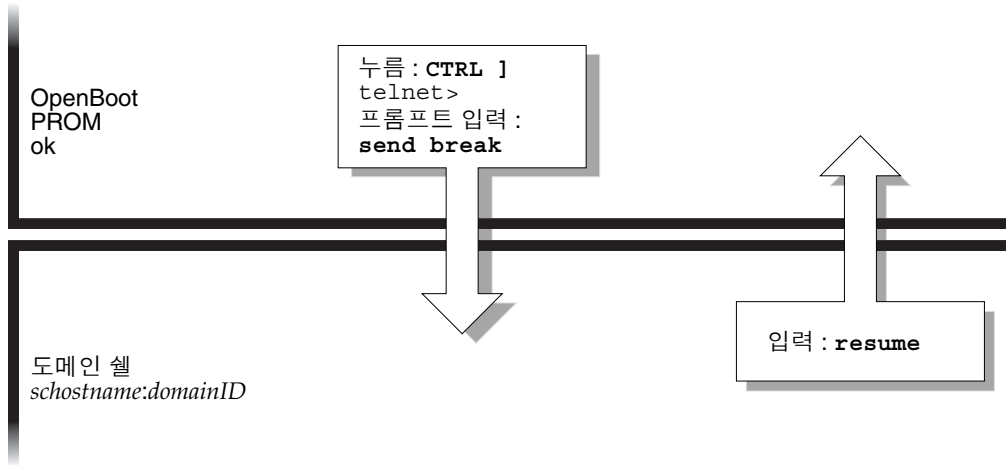 누름 : CTRL ]
telnet>
프롬프트 입력 :
send break
OpenBoot
PROM
ok
입력 : resume
도메인 쉘
schostname:domainID